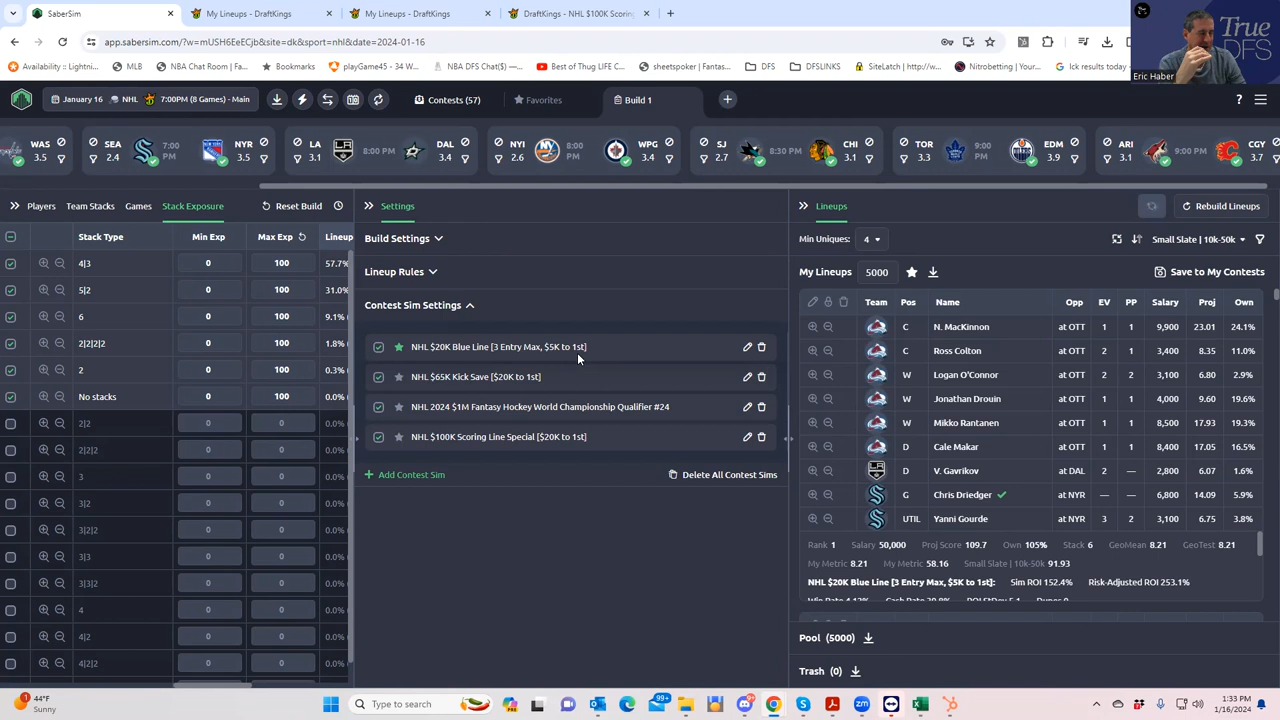 SaberSim
My Lineups - DraftKings
My Lineups - DraftKings
DraftKings - NHL $100K Scoring
app.sabersim.com/?w=mUSH6EeECjb&site=dk&sport=nhl&date=2024-01-16
Availability :: Lightni...
MLB
NBA Chat Room | Fa...
Bookmarks
playGame45 - 34 W...
NBA DFS Chat($) —...
Best of Thug LIFE C...
sheetspoker | Pasto...
DFS
DFSLINKS
SiteLatch | http://w...
Nitrobetting | Your...
Ick results today of t...
True
DFS
Eric Haber
January 16
NHL
7:00PM (8 Games) - Main
Contests (57)
Favorites
Build 1
WAS
3.5
SEA
2.4
7:00 PM
NYR
3.5
LA
3.1
8:00 PM
DAL
3.4
NYI
2.6
8:00 PM
WPG
3.4
SJ
2.7
8:30 PM
CHI
3.1
TOR
3.3
9:00 PM
EDM
3.9
ARI
3.1
9:00 PM
CGY
3.7
Players
Team Stacks
Games
Stack Exposure
Reset Build
Settings
Lineups
Rebuild Lineups
Stack Type
Min Exp
Max Exp
Lineup
4|3 0 100 57.7%
5|2 0 100 31.0%
6 0 100 9.1%
2|2|2|2 0 100 1.8%
2 0 100 0.3%
No stacks 0 100 0.0%
2|2 0 0 0.0%
2|2|2 0 0 0.0%
3 0 0 0.0%
3|2 0 0 0.0%
3|2|2 0 0 0.0%
3|3 0 0 0.0%
3|3|2 0 0 0.0%
4 0 0 0.0%
4|2 0 0 0.0%
4|2|2 0 0 0.0%
Build Settings
Lineup Rules
Contest Sim Settings
NHL $20K Blue Line [3 Entry Max, $5K to 1st]
NHL $65K Kick Save [$20K to 1st]
NHL 2024 $1M Fantasy Hockey World Championship Qualifier #24
NHL $100K Scoring Line Special [$20K to 1st]
Add Contest Sim
Delete All Contest Sims
Min Uniques: 4
Small Slate | 10k-50k
My Lineups 5000
Save to My Contests
Team Pos Name Opp EV PP Salary Proj Own
C N. MacKinnon at OTT 1 1 9,900 23.01 24.1%
C Ross Colton at OTT 2 2 3,400 8.35 11.0%
W Logan O'Connor at OTT 2 2 3,100 6.80 2.9%
W Jonathan Drouin at OTT 1 1 4,000 9.60 19.6%
W Mikko Rantanen at OTT 1 1 8,500 17.93 19.3%
D Cale Makar at OTT 1 1 8,400 17.05 16.5%
D V. Gavrikov at DAL 2 — 2,800 6.07 1.6%
G Chris Driedger at NYR — — 6,800 14.09 5.9%
UTIL Yanni Gourde at NYR 3 2 3,100 6.75 3.8%
Rank 1 Salary 50,000 Proj Score 109.7 Own 105% Stack 6 GeoMean 8.21 GeoTest 8.21
My Metric 8.21 My Metric 58.16 Small Slate | 10k-50k 91.93
NHL $20K Blue Line [3 Entry Max, $5K to 1st]: Sim ROI 152.4% Risk-Adjusted ROI 253.1%
Win Rate 4.12% Cash Rate 39.8% ROI StDev 5.1 Dupes 0
Pool (5000)
Trash (0)
44°F
Sunny
Type here to search
99+
1:33 PM
1/16/2024